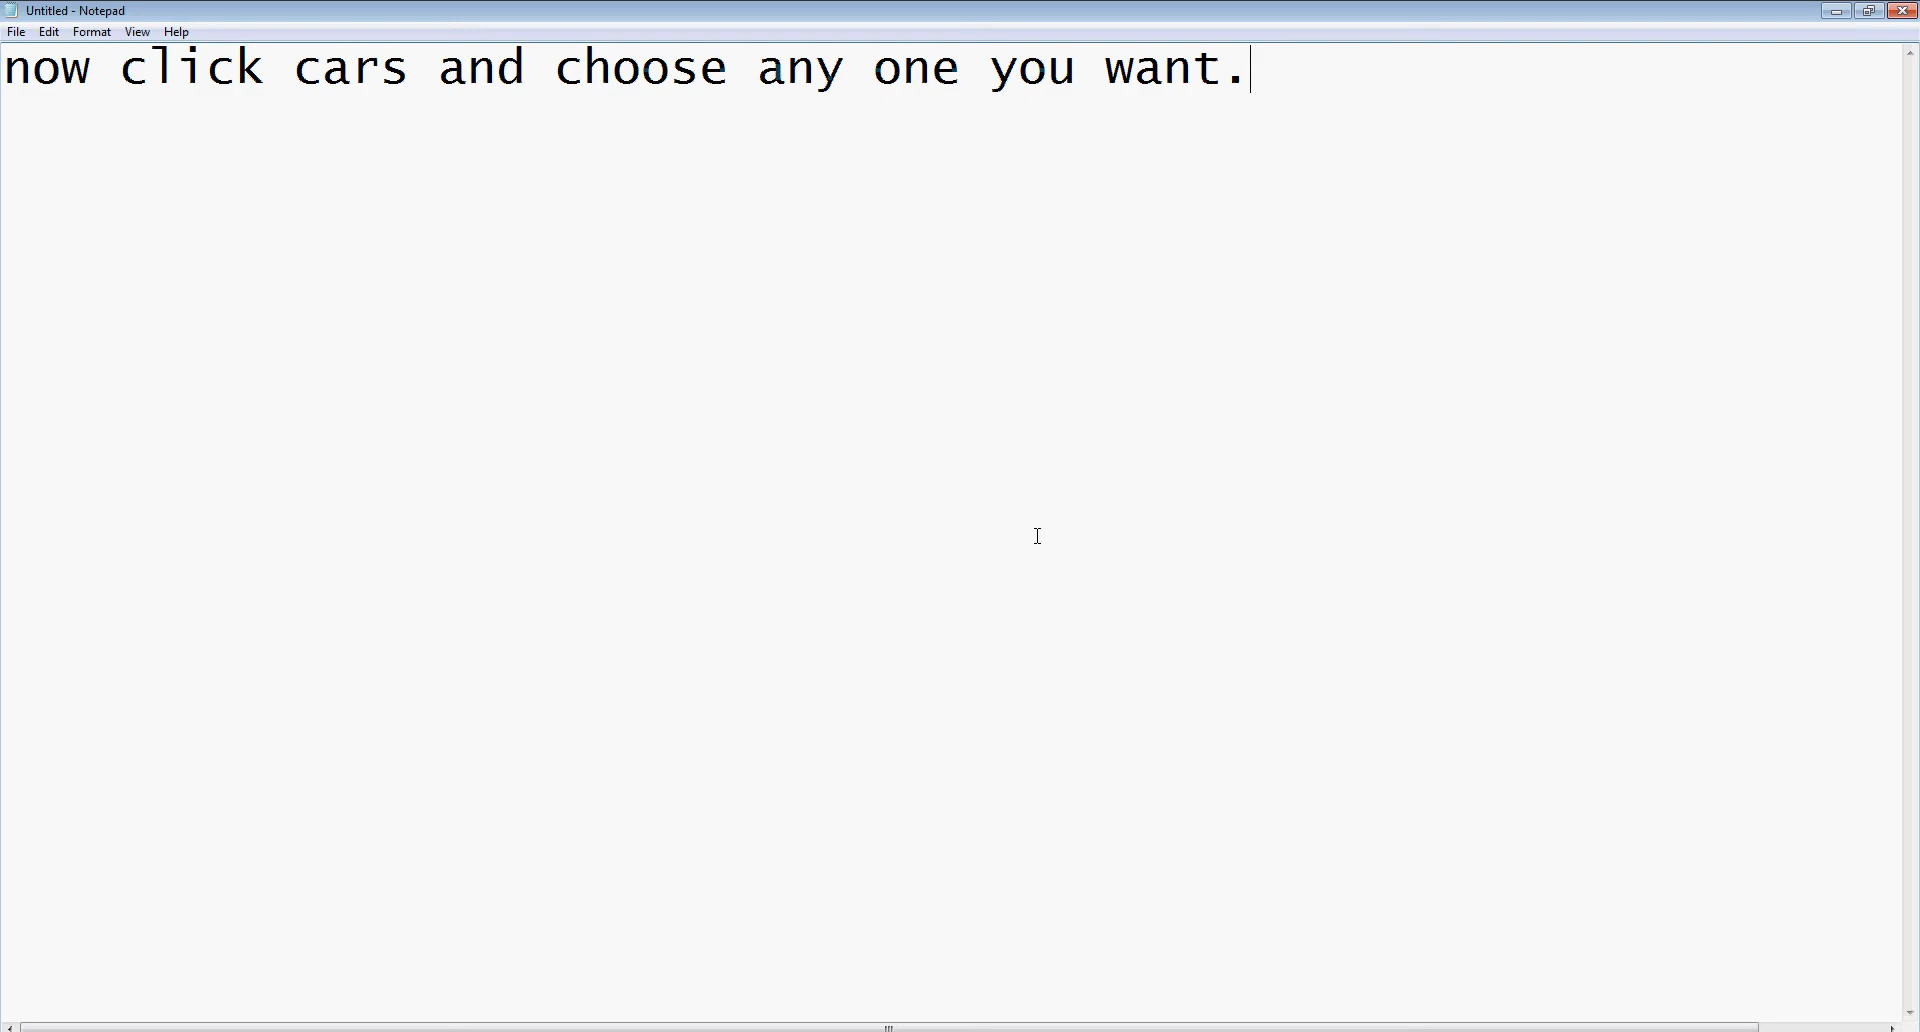 Untitled - Notepad
File Edit Format View Help
now click cars and choose any one you want.